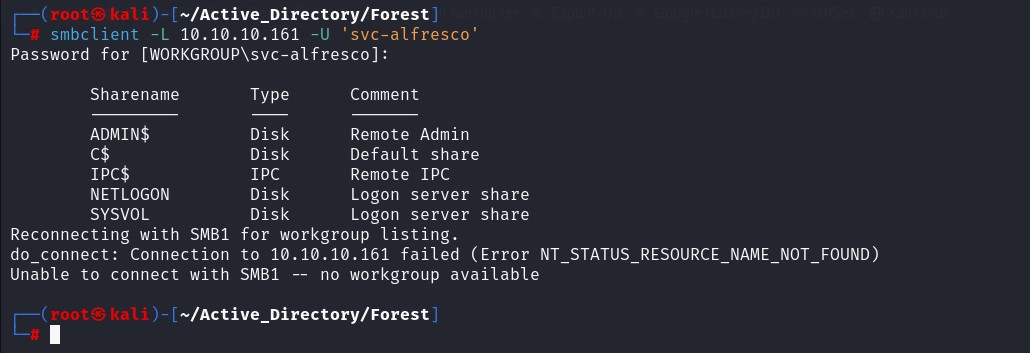 ┌──(root㉿kali)-[~/Active_Directory/Forest]
└─# smbclient -L 10.10.10.161 -U 'svc-alfresco'
Password for [WORKGROUP\svc-alfresco]:

        Sharename       Type      Comment
        ---------       ----      -------
        ADMIN$          Disk      Remote Admin
        C$              Disk      Default share
        IPC$            IPC       Remote IPC
        NETLOGON        Disk      Logon server share
        SYSVOL          Disk      Logon server share
Reconnecting with SMB1 for workgroup listing.
do_connect: Connection to 10.10.10.161 failed (Error NT_STATUS_RESOURCE_NAME_NOT_FOUND)
Unable to connect with SMB1 -- no workgroup available

┌──(root㉿kali)-[~/Active_Directory/Forest]
└─#